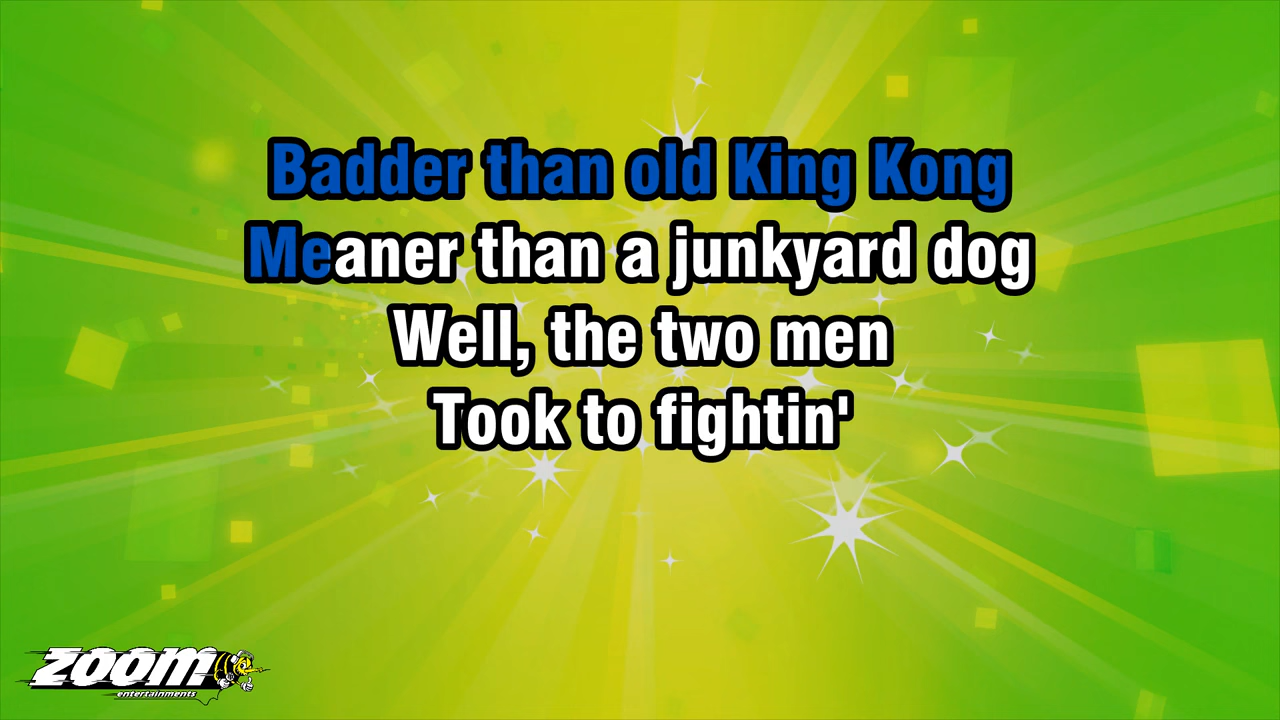 Badder than old King Kong
Meaner than a junkyard dog
Well, the two men
Took to fightin'
zoom
entertainments